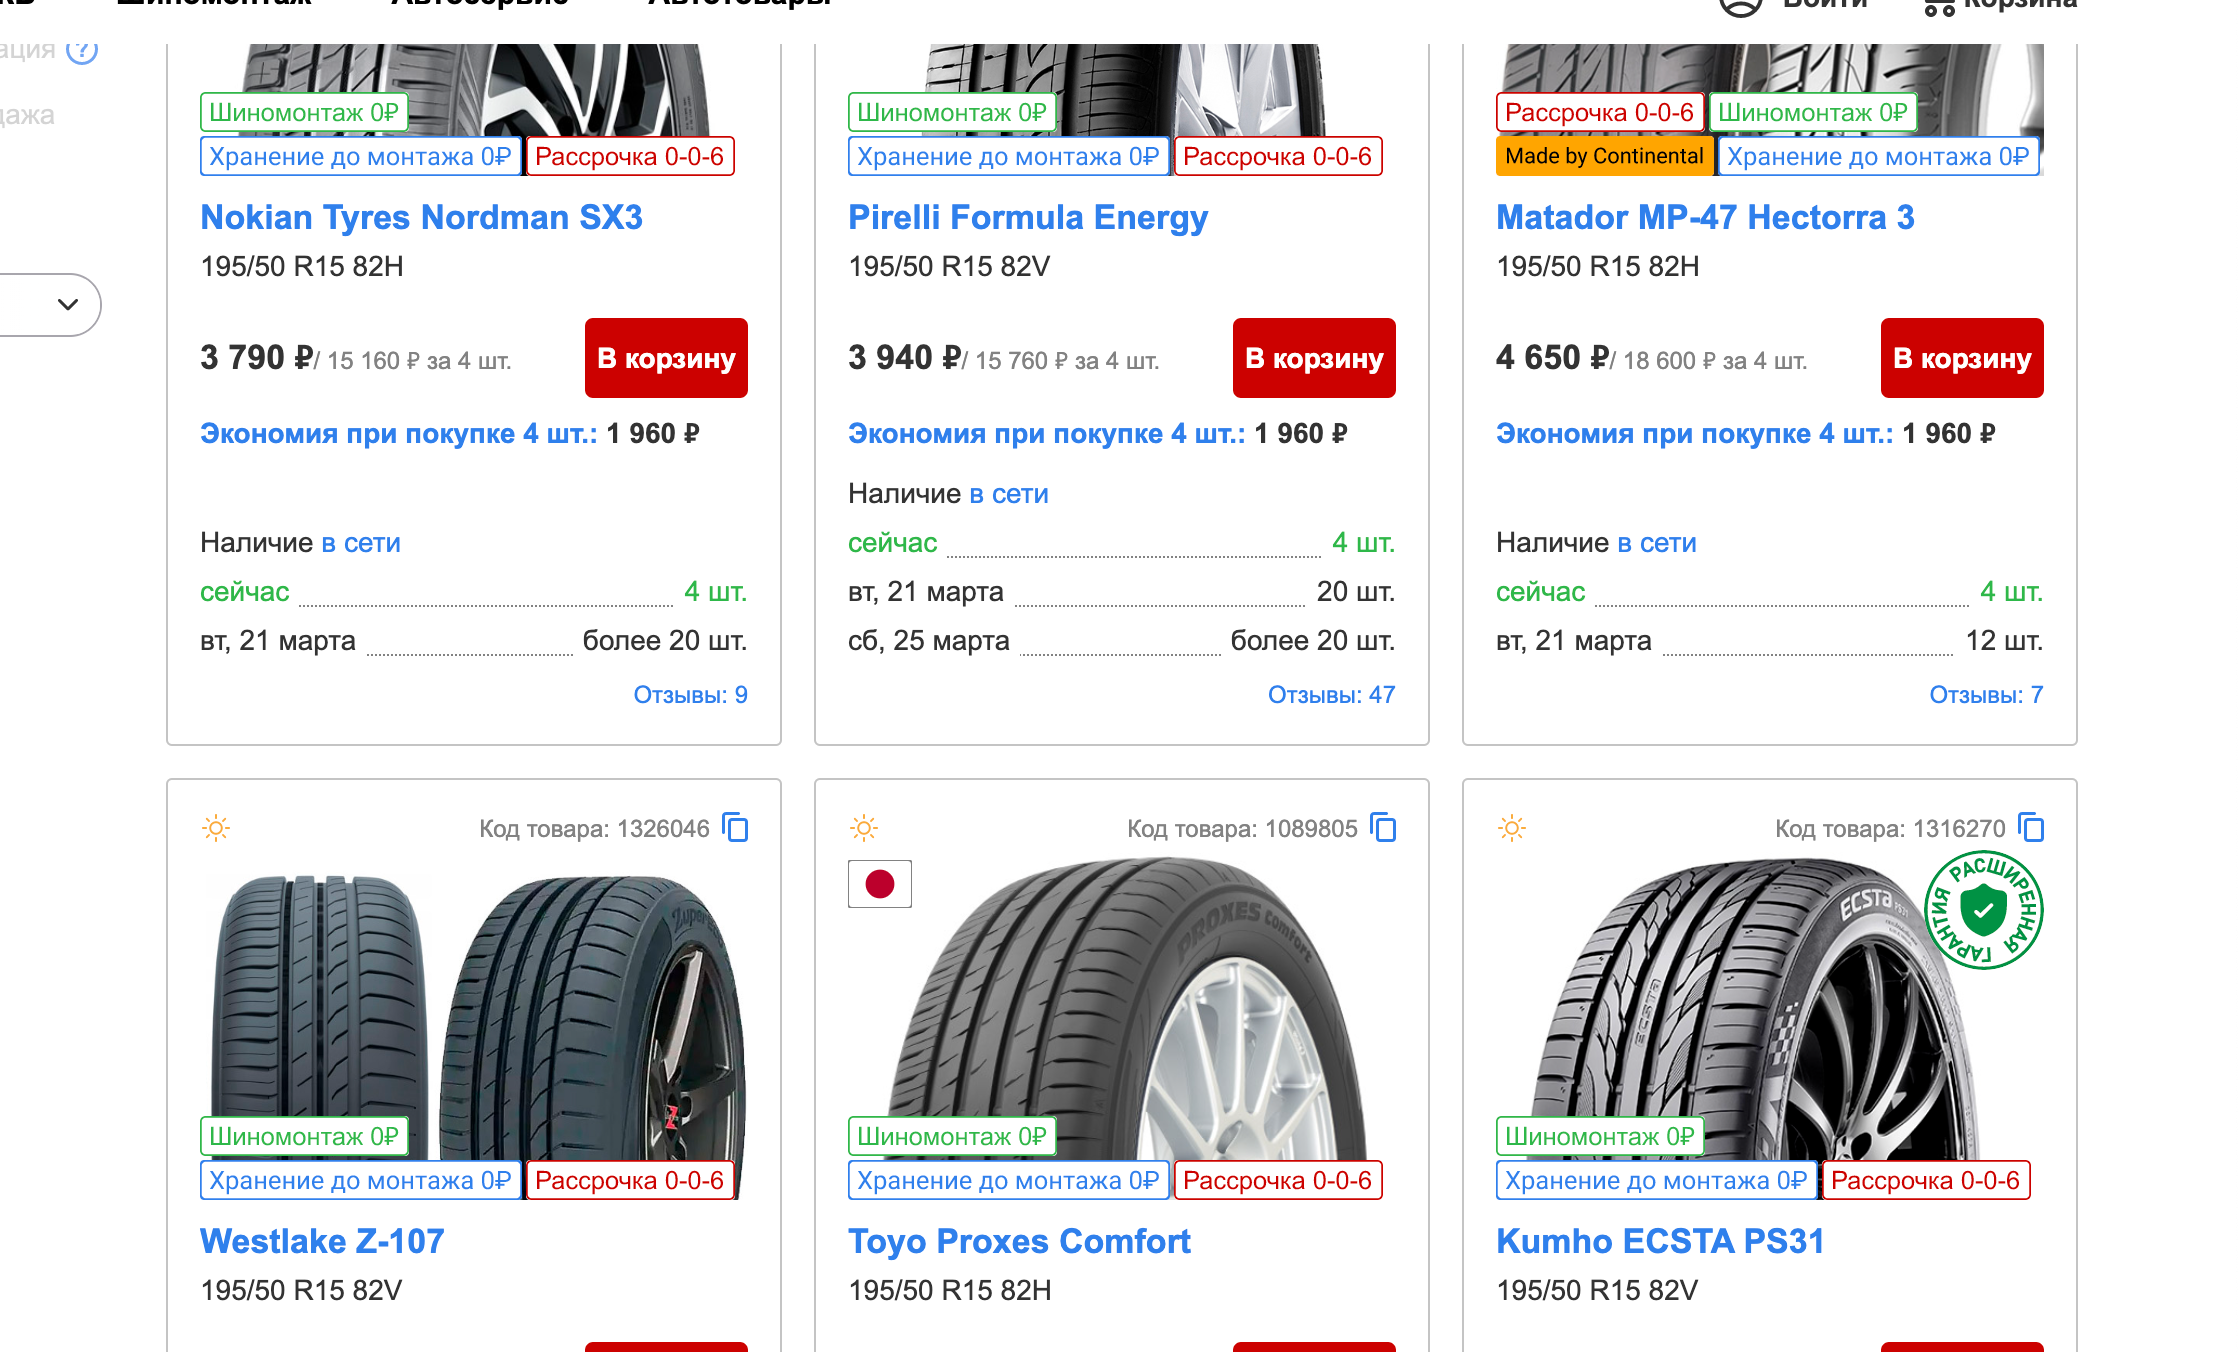 Шиномонтаж
Автосервис
Автотовары
Войти
Корзина
Шиномонтаж 0₽
Хранение до монтажа 0₽
Рассрочка 0-0-6
Nokian Tyres Nordman SX3
195/50 R15 82H
3 790 ₽/ 15 160 ₽ за 4 шт.
В корзину
Экономия при покупке 4 шт.: 1 960 ₽
Наличие в сети
сейчас 4 шт.
вт, 21 марта более 20 шт.
Отзывы: 9
Шиномонтаж 0₽
Хранение до монтажа 0₽
Рассрочка 0-0-6
Pirelli Formula Energy
195/50 R15 82V
3 940 ₽/ 15 760 ₽ за 4 шт.
В корзину
Экономия при покупке 4 шт.: 1 960 ₽
Наличие в сети
сейчас 4 шт.
вт, 21 марта 20 шт.
сб, 25 марта более 20 шт.
Отзывы: 47
Рассрочка 0-0-6
Шиномонтаж 0₽
Made by Continental
Хранение до монтажа 0₽
Matador MP-47 Hectorra 3
195/50 R15 82H
4 650 ₽/ 18 600 ₽ за 4 шт.
В корзину
Экономия при покупке 4 шт.: 1 960 ₽
Наличие в сети
сейчас 4 шт.
вт, 21 марта 12 шт.
Отзывы: 7
Код товара: 1326046
Шиномонтаж 0₽
Хранение до монтажа 0₽
Рассрочка 0-0-6
Westlake Z-107
195/50 R15 82V
Код товара: 1089805
PROXES comfort
Шиномонтаж 0₽
Хранение до монтажа 0₽
Рассрочка 0-0-6
Toyo Proxes Comfort
195/50 R15 82H
Код товара: 1316270
РАСШИРЕННАЯ ГАРАНТИЯ
ECSTA PS31
ECSTA
Шиномонтаж 0₽
Хранение до монтажа 0₽
Рассрочка 0-0-6
Kumho ECSTA PS31
195/50 R15 82V